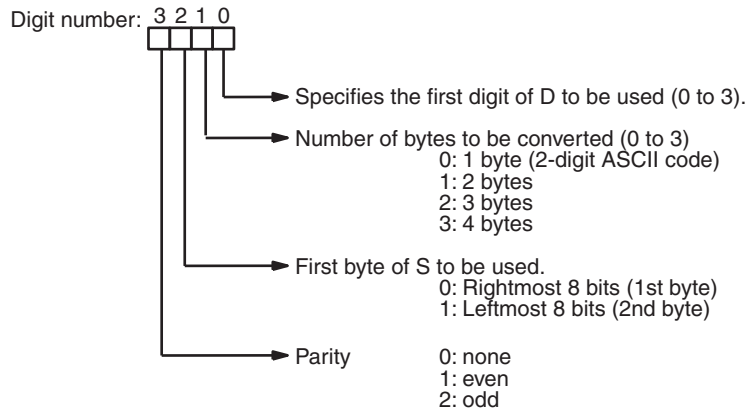 Digit number: 3 2 1 0
Specifies the first digit of D to be used (0 to 3).
Number of bytes to be converted (0 to 3)
0: 1 byte (2-digit ASCII code)
1: 2 bytes
2: 3 bytes
3: 4 bytes
First byte of S to be used.
0: Rightmost 8 bits (1st byte)
1: Leftmost 8 bits (2nd byte)
Parity 0: none
1: even
2: odd